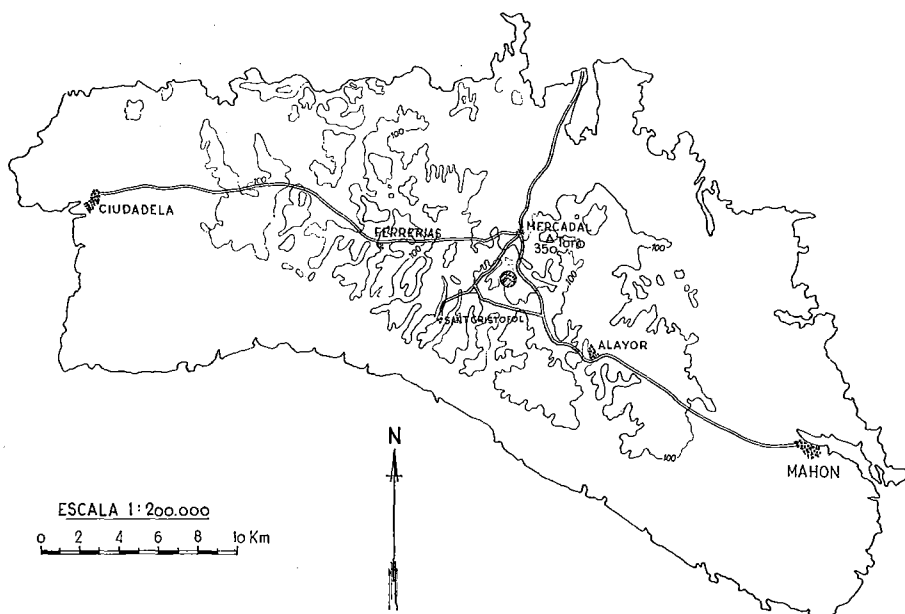 100
100
CIUDADELA
FERRERIAS
100
MERCADAL
Toro
350
100
100
SANT CRISTOFOL
ALAYOR
100
MAHON
N
ESCALA 1:200.000
0 2 4 6 8 10 Km